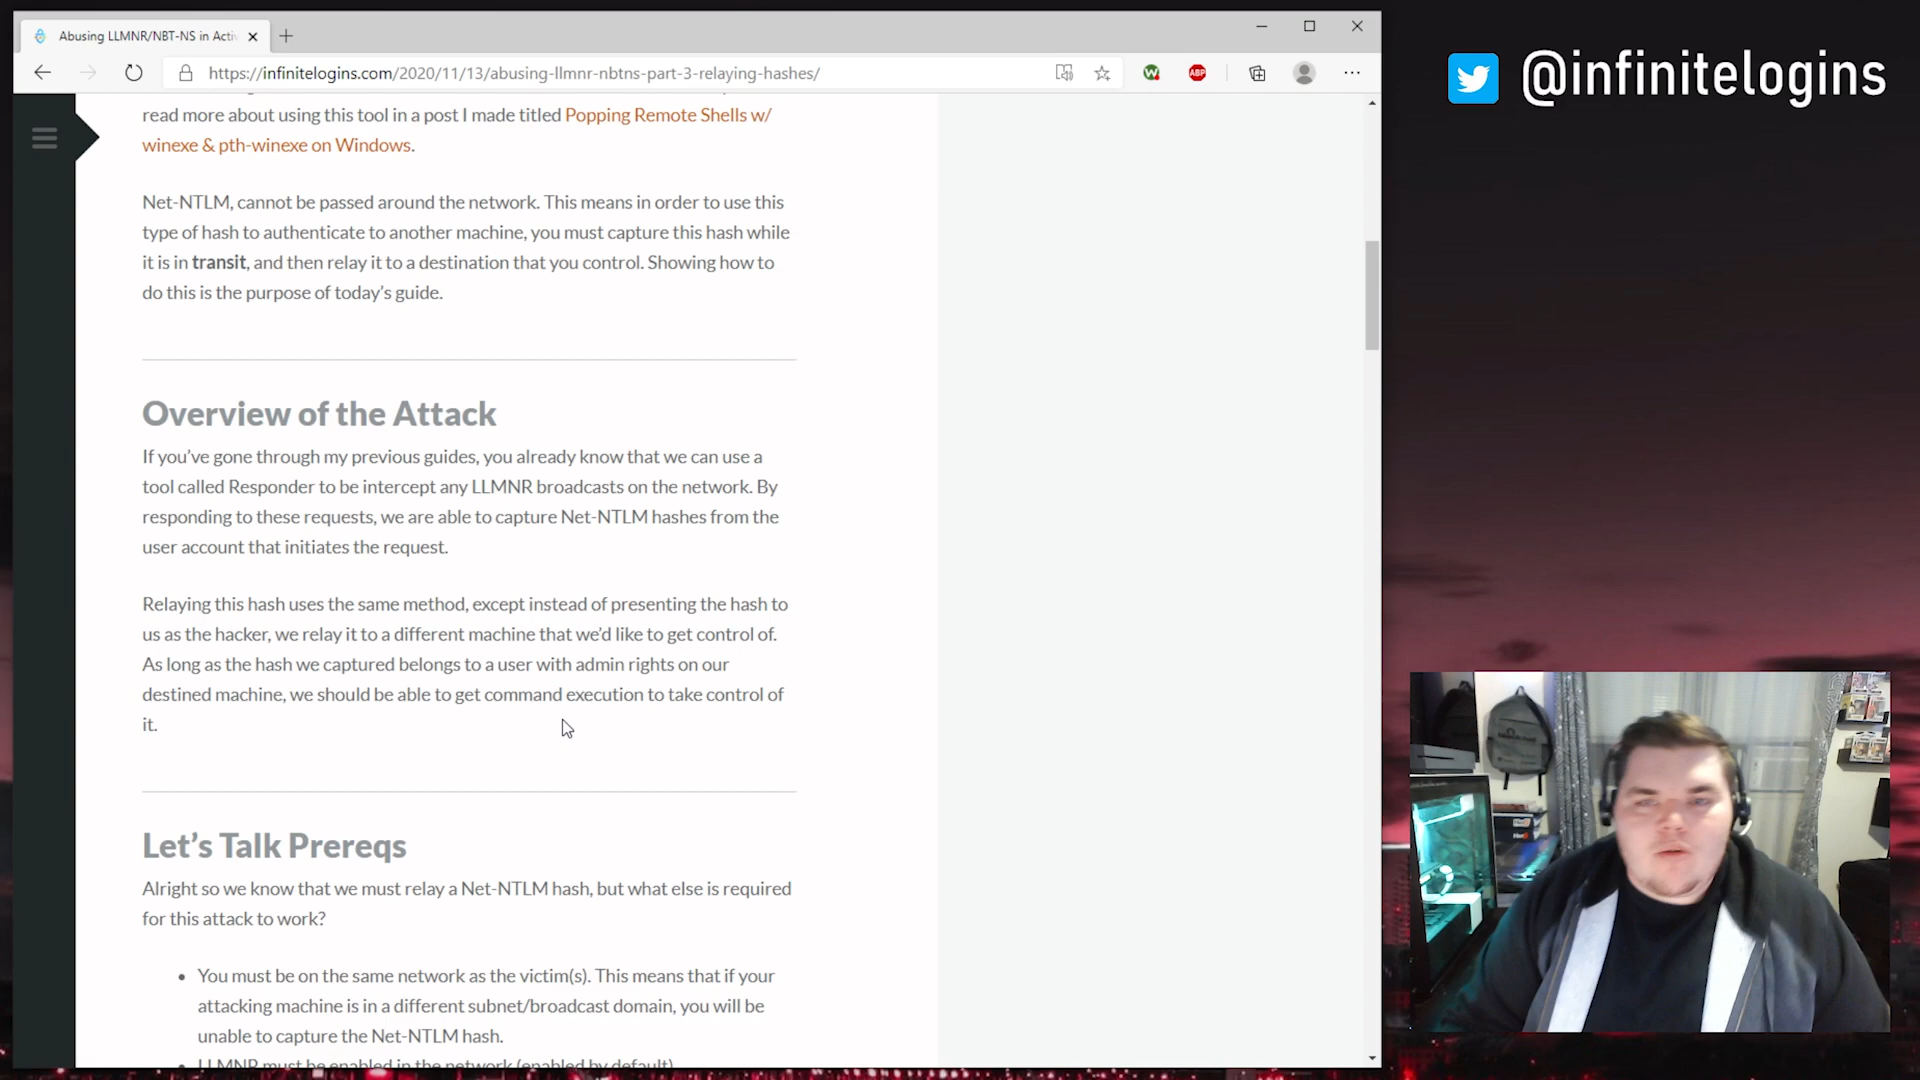 Abusing LLMNR/NBT-NS in Acti
https://infinitelogins.com/2020/11/13/abusing-llmnr-nbtns-part-3-relaying-hashes/
ABP
@infinitelogins
read more about using this tool in a post I made titled Popping Remote Shells w/
winexe & pth-winexe on Windows.
Net-NTLM, cannot be passed around the network. This means in order to use this
type of hash to authenticate to another machine, you must capture this hash while
it is in transit, and then relay it to a destination that you control. Showing how to
do this is the purpose of today’s guide.
Overview of the Attack
If you’ve gone through my previous guides, you already know that we can use a
tool called Responder to be intercept any LLMNR broadcasts on the network. By
responding to these requests, we are able to capture Net-NTLM hashes from the
user account that initiates the request.
Relaying this hash uses the same method, except instead of presenting the hash to
us as the hacker, we relay it to a different machine that we’d like to get control of.
As long as the hash we captured belongs to a user with admin rights on our
destined machine, we should be able to get command execution to take control of
it.
Let’s Talk Prereqs
Alright so we know that we must relay a Net-NTLM hash, but what else is required
for this attack to work?
• You must be on the same network as the victim(s). This means that if your
attacking machine is in a different subnet/broadcast domain, you will be
unable to capture the Net-NTLM hash.
• LLMNR must be enabled in the network (enabled by default)